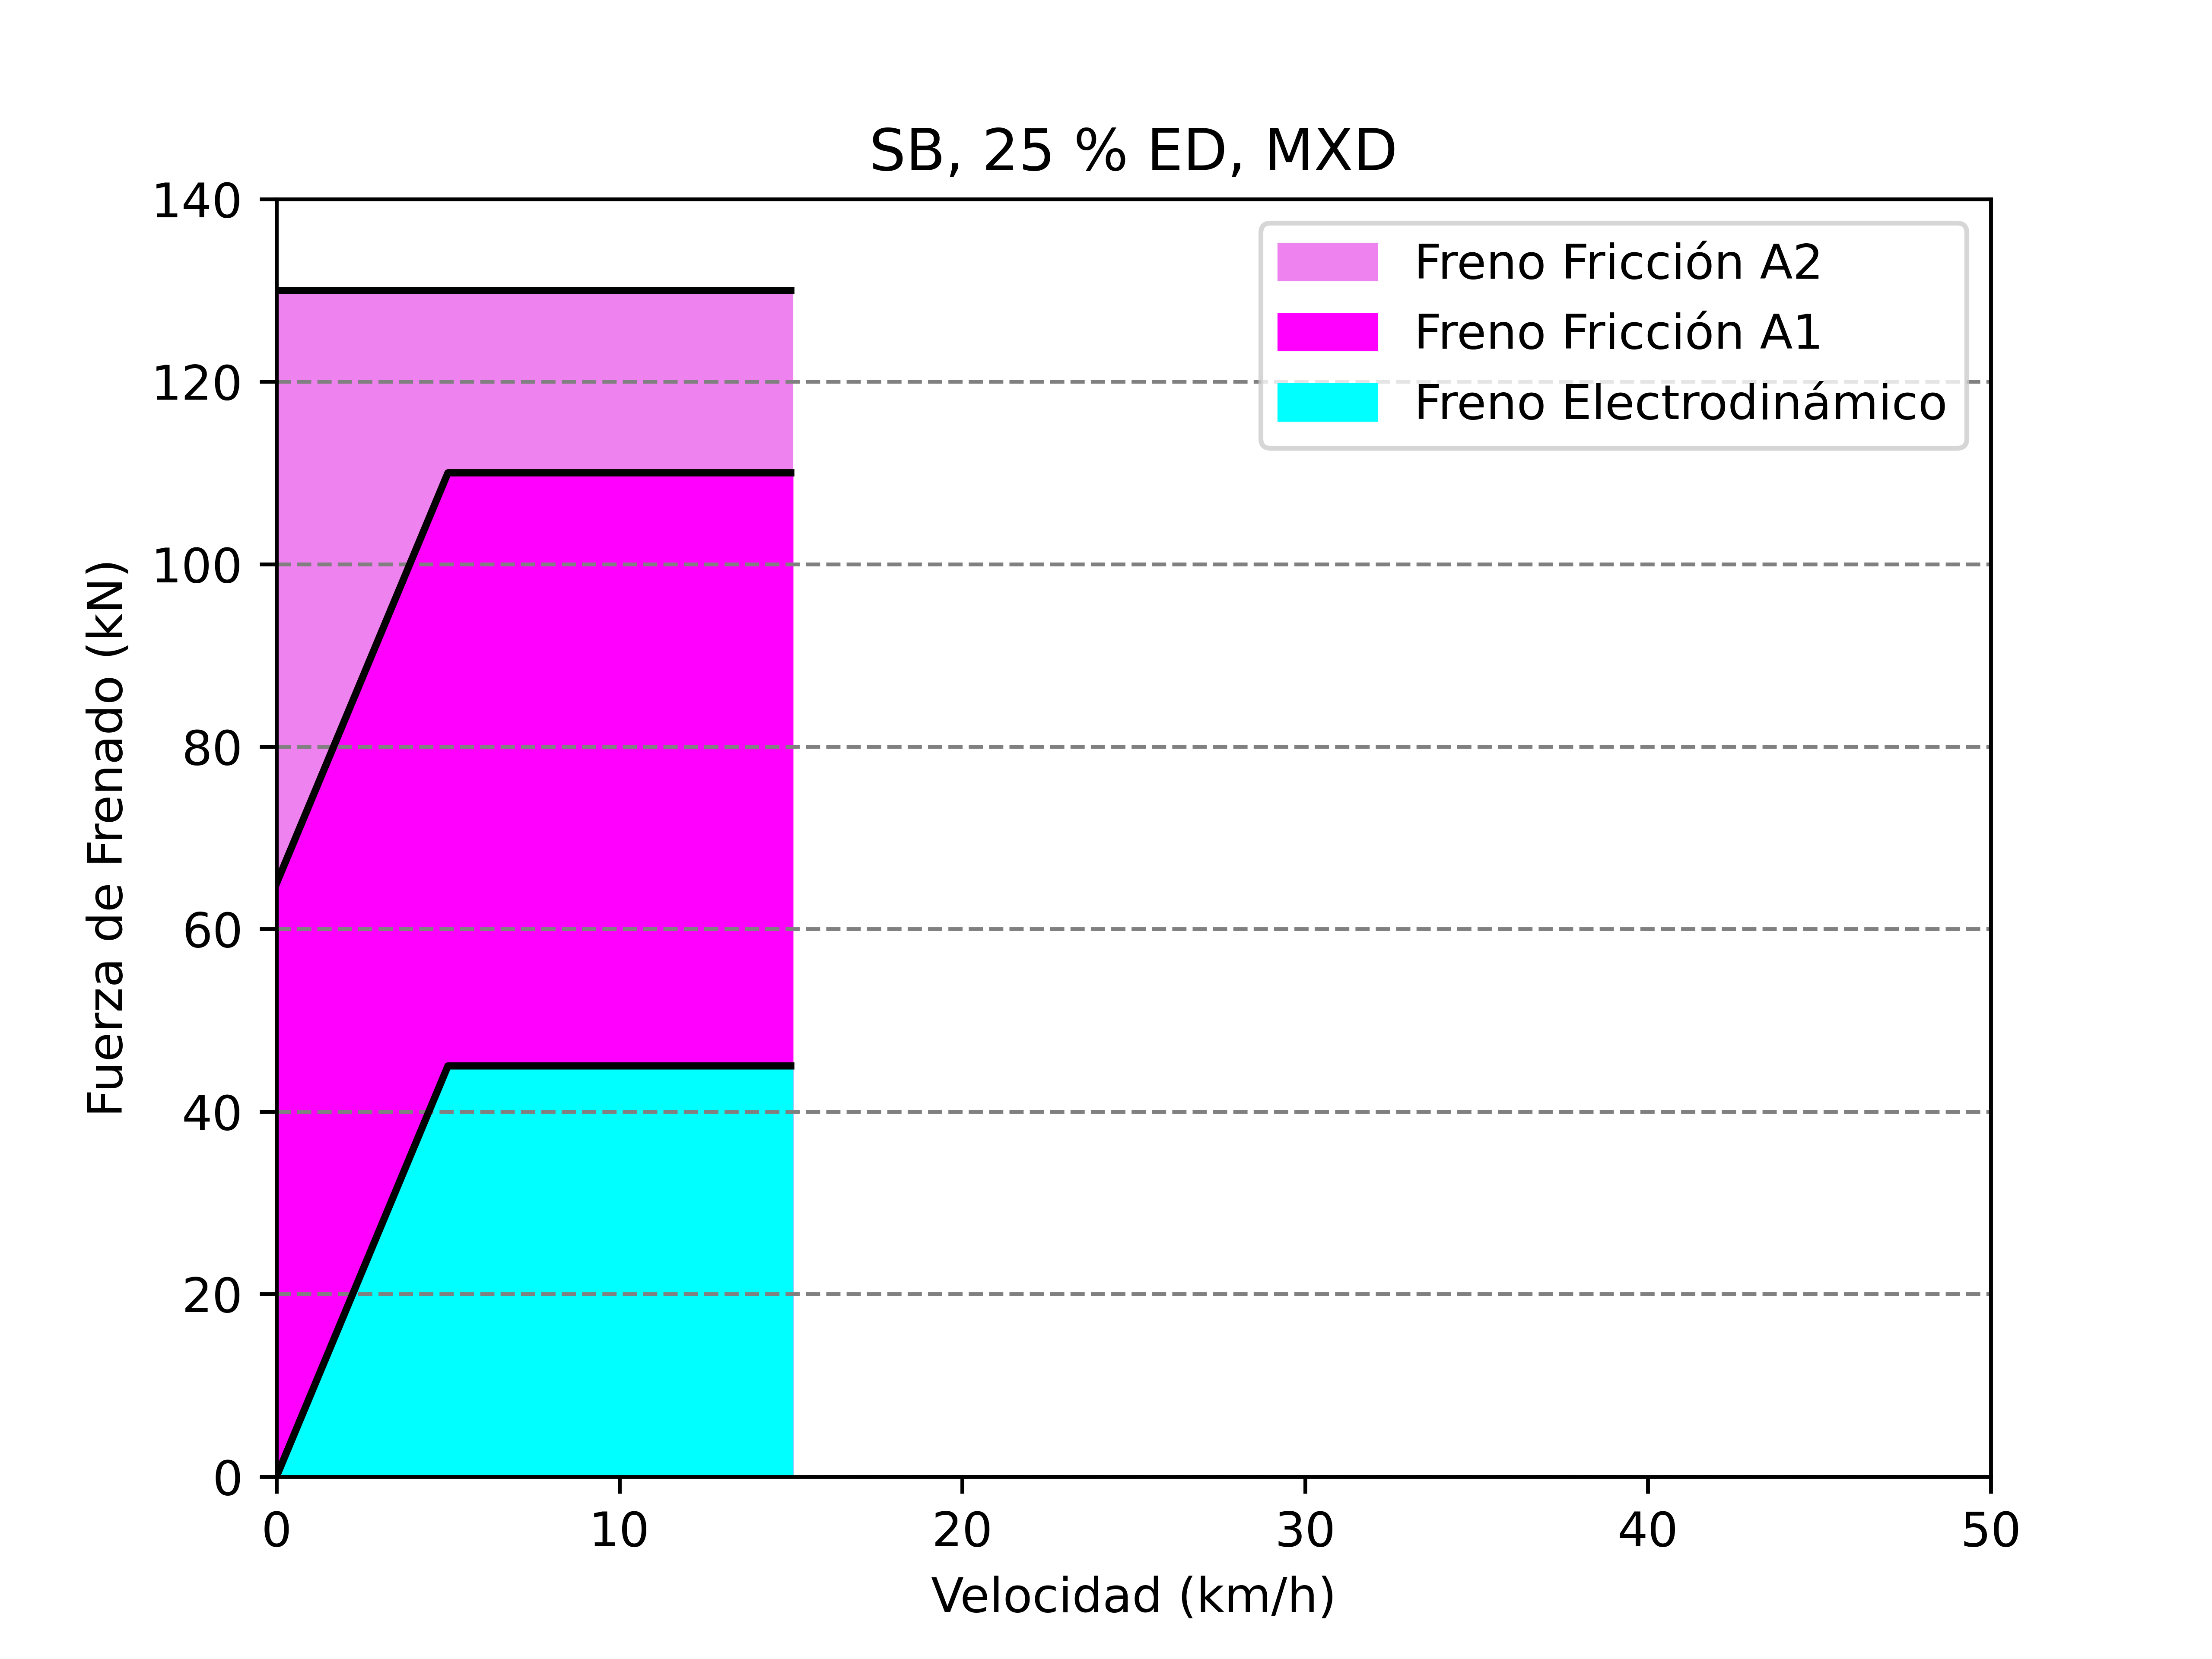 SB, 25 % ED, MXD
Freno Fricción A2
Freno Fricción A1
Freno Electrodinámico
Fuerza de Frenado (kN)
140
120
100
80
60
40
20
0
0 10 20 30 40 50
Velocidad (km/h)